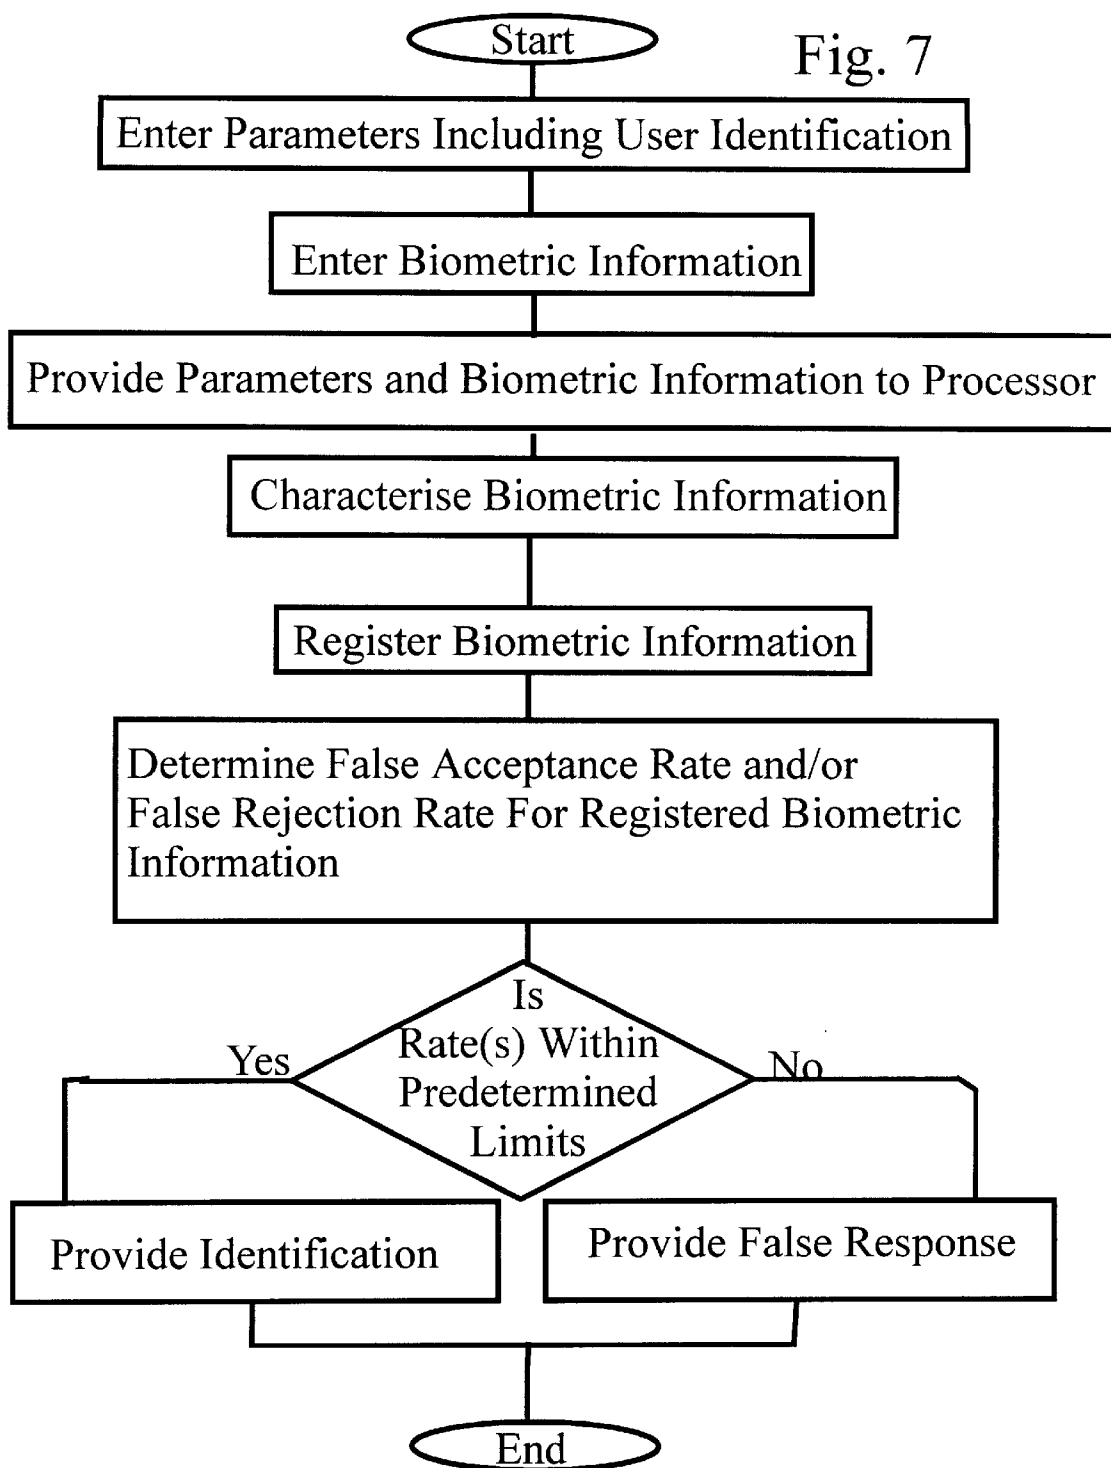 Start
Fig. 7
Enter Parameters Including User Identification
Enter Biometric Information
Provide Parameters and Biometric Information to Processor
Characterise Biometric Information
Register Biometric Information
Determine False Acceptance Rate and/or
False Rejection Rate For Registered Biometric
Information
Is
Rate(s) Within
Predetermined
Limits
Yes
No
Provide Identification
Provide False Response
End